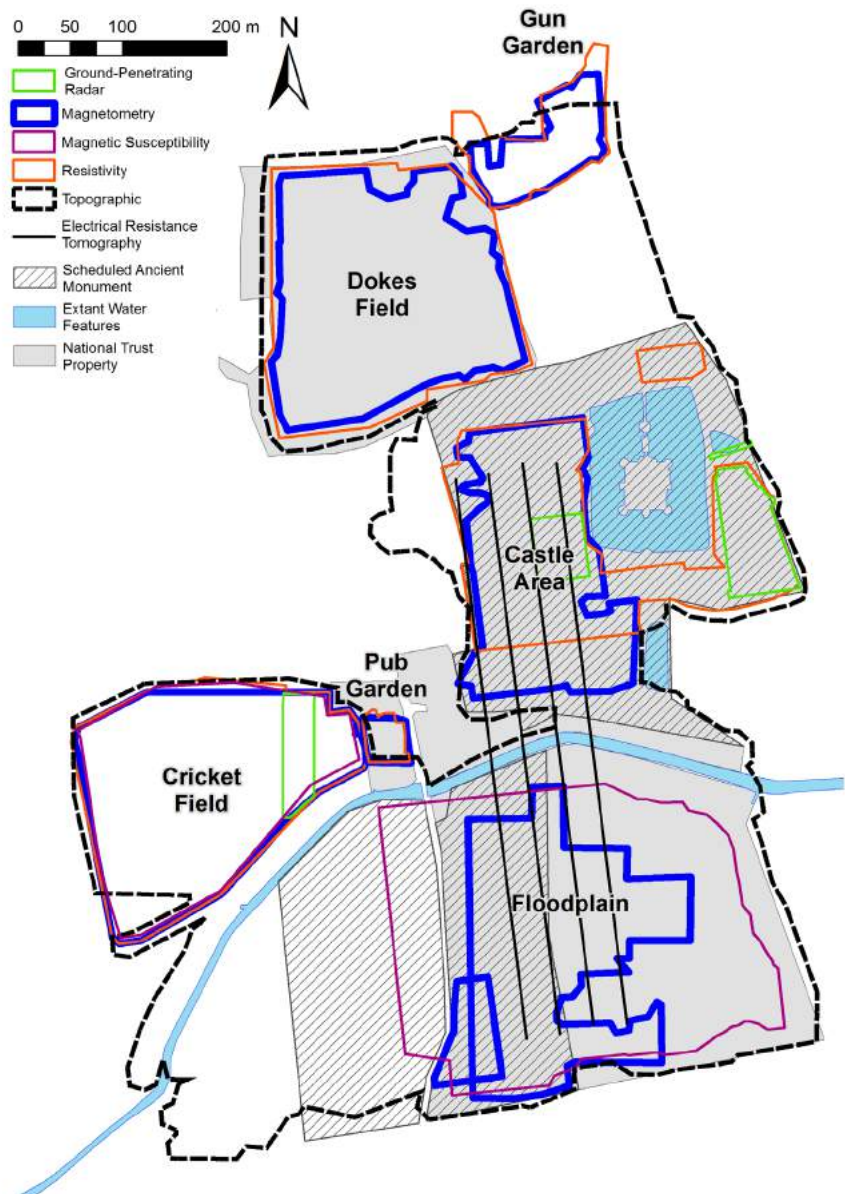 0 50 100 200 m
N
Ground-Penetrating
Radar
Magnetometry
Magnetic Susceptibility
Resistivity
Topographic
Electrical Resistance
Tomography
Scheduled Ancient
Monument
Extant Water
Features
National Trust
Property
Gun
Garden
Dokes
Field
Castle
Area
Pub
Garden
Cricket
Field
Floodplain